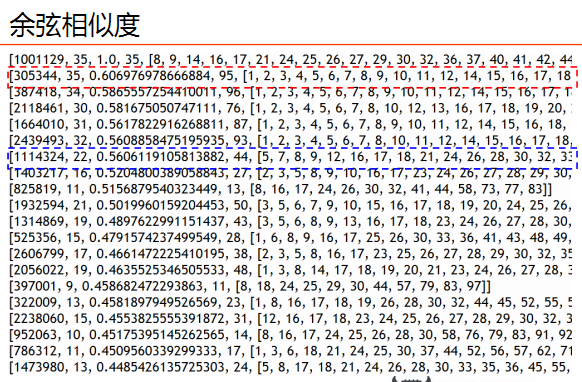 余弦相似度
[1001129, 35, 1.0, 35, [8, 9, 14, 16, 17, 21, 24, 25, 26, 27, 29, 30, 32, 36, 37, 40, 41, 42, 44
[305344, 35, 0.606976978666884, 95, [1, 2, 3, 4, 5, 6, 7, 8, 9, 10, 11, 12, 14, 15, 16, 17, 18
[387418, 34, 0.5865557254410011, 96, [1, 2, 3, 4, 5, 6, 7, 8, 9, 10, 11, 12, 14, 15, 16, 17, 1
[2118461, 30, 0.581675050747111, 76, [1, 2, 3, 4, 5, 6, 7, 8, 10, 12, 13, 16, 17, 18, 19, 20,
[1664010, 31, 0.5617822916268811, 87, [1, 2, 3, 4, 5, 6, 7, 8, 9, 10, 11, 14, 15, 16, 18,
[2439493, 32, 0.5608858475195935, 93, [1, 2, 3, 4, 5, 6, 7, 8, 10, 11, 12, 14, 15, 16, 17, 18,
[1114324, 22, 0.5606119105813882, 44, [5, 7, 8, 9, 12, 16, 17, 18, 21, 24, 26, 28, 30, 32, 33
[1403217, 16, 0.5204800389058843, 27, [2, 3, 5, 8, 9, 10, 16, 17, 23, 24, 26, 27, 28, 29, 30,
[825819, 11, 0.5156879540323449, 13, [8, 16, 17, 24, 26, 30, 32, 41, 44, 58, 73, 77, 83]]
[1932594, 21, 0.5019960159204453, 50, [3, 5, 6, 7, 9, 10, 15, 16, 17, 18, 19, 20, 24, 25, 26,
[1314869, 19, 0.4897622991151437, 43, [3, 5, 6, 8, 9, 13, 16, 17, 18, 23, 24, 26, 27, 28, 30,
[525356, 15, 0.4791574237499549, 28, [1, 6, 8, 9, 16, 17, 25, 26, 30, 33, 36, 41, 43, 48, 49,
[2606799, 17, 0.4661472225410195, 38, [2, 3, 5, 8, 16, 17, 23, 25, 26, 27, 28, 29, 30, 32, 35
[2056022, 19, 0.4635525346505533, 48, [1, 3, 8, 14, 17, 18, 19, 20, 21, 23, 24, 26, 27, 28, 3
[397001, 9, 0.458682472293863, 11, [8, 18, 24, 25, 29, 30, 44, 57, 79, 83, 97]]
[322009, 13, 0.4581897949526569, 23, [1, 8, 16, 17, 18, 19, 26, 28, 30, 32, 44, 45, 52, 55, 5
[2238060, 15, 0.4553825555391872, 31, [12, 16, 17, 18, 23, 24, 25, 26, 27, 28, 29, 30, 32, 3
[952063, 10, 0.45175395145262565, 14, [8, 16, 17, 24, 25, 26, 28, 30, 58, 76, 79, 83, 91, 92
[786312, 11, 0.4509560339299333, 17, [1, 3, 6, 18, 21, 24, 25, 30, 37, 44, 52, 56, 57, 62, 71
[1473980, 13, 0.4485426135725303, 24, [5, 8, 17, 18, 21, 24, 26, 28, 30, 33, 35, 36, 45, 55,